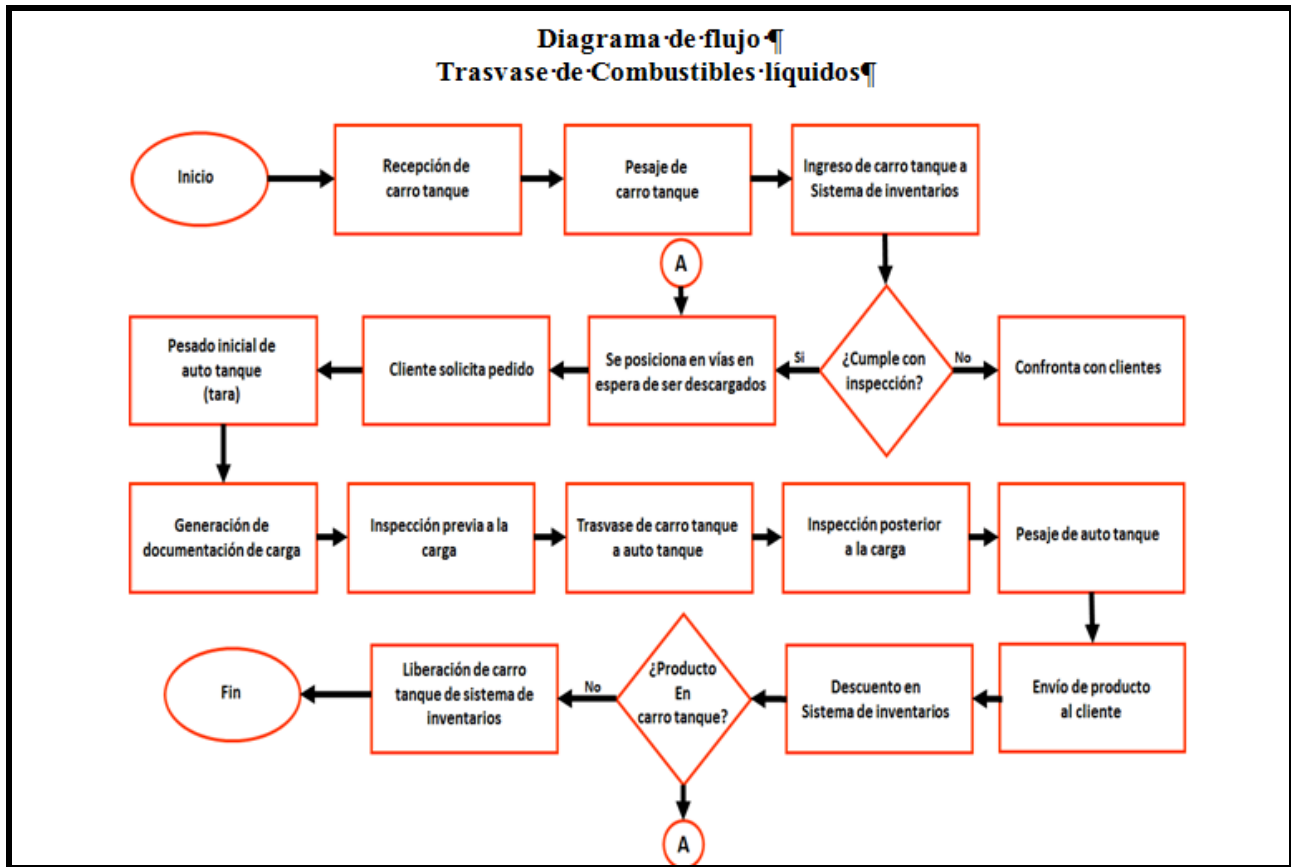 Diagrama·de·flujo·¶
Trasvase·de·Combustibles·líquidos¶
Inicio
Recepción de
carro tanque
Pesaje de
carro tanque
Ingreso de carro tanque a
Sistema de inventarios
A
Pesado inicial de
auto tanque
(tara)
Cliente solicita pedido
Se posiciona en vías en
espera de ser descargados
Si
¿Cumple con
inspección?
No
Confronta con clientes
Generación de
documentación de carga
Inspección previa a la
carga
Trasvase de carro tanque
a auto tanque
Inspección posterior
a la carga
Pesaje de auto tanque
Fin
Liberación de carro
tanque de sistema de
inventarios
No
¿Producto
En
carro tanque?
Descuento en
Sistema de inventarios
Envío de producto
al cliente
A